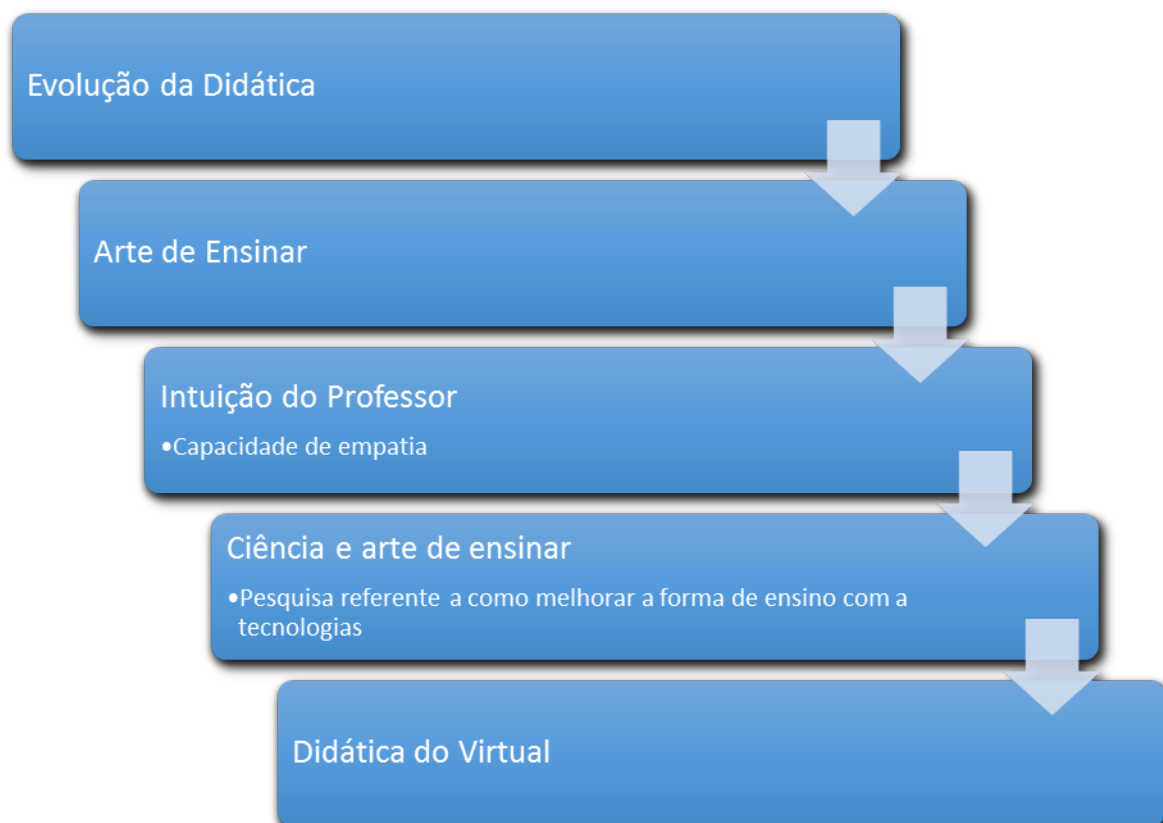 Evolução da Didática
Arte de Ensinar
Intuição do Professor
•Capacidade de empatia
Ciência e arte de ensinar
•Pesquisa referente a como melhorar a forma de ensino com a
tecnologias
Didática do Virtual